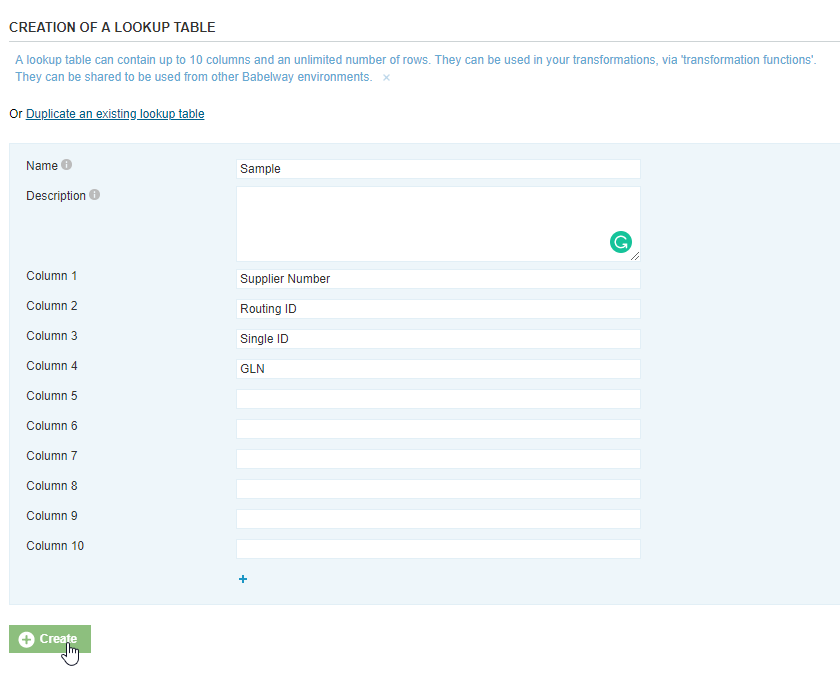 CREATION OF A LOOKUP TABLE
A lookup table can contain up to 10 columns and an unlimited number of rows. They can be used in your transformations, via 'transformation functions'.
They can be shared to be used from other Babelway environments. ×
Or Duplicate an existing lookup table
Name
Sample
Description
Column 1
Supplier Number
Column 2
Routing ID
Column 3
Single ID
Column 4
GLN
Column 5
Column 6
Column 7
Column 8
Column 9
Column 10
+
Create